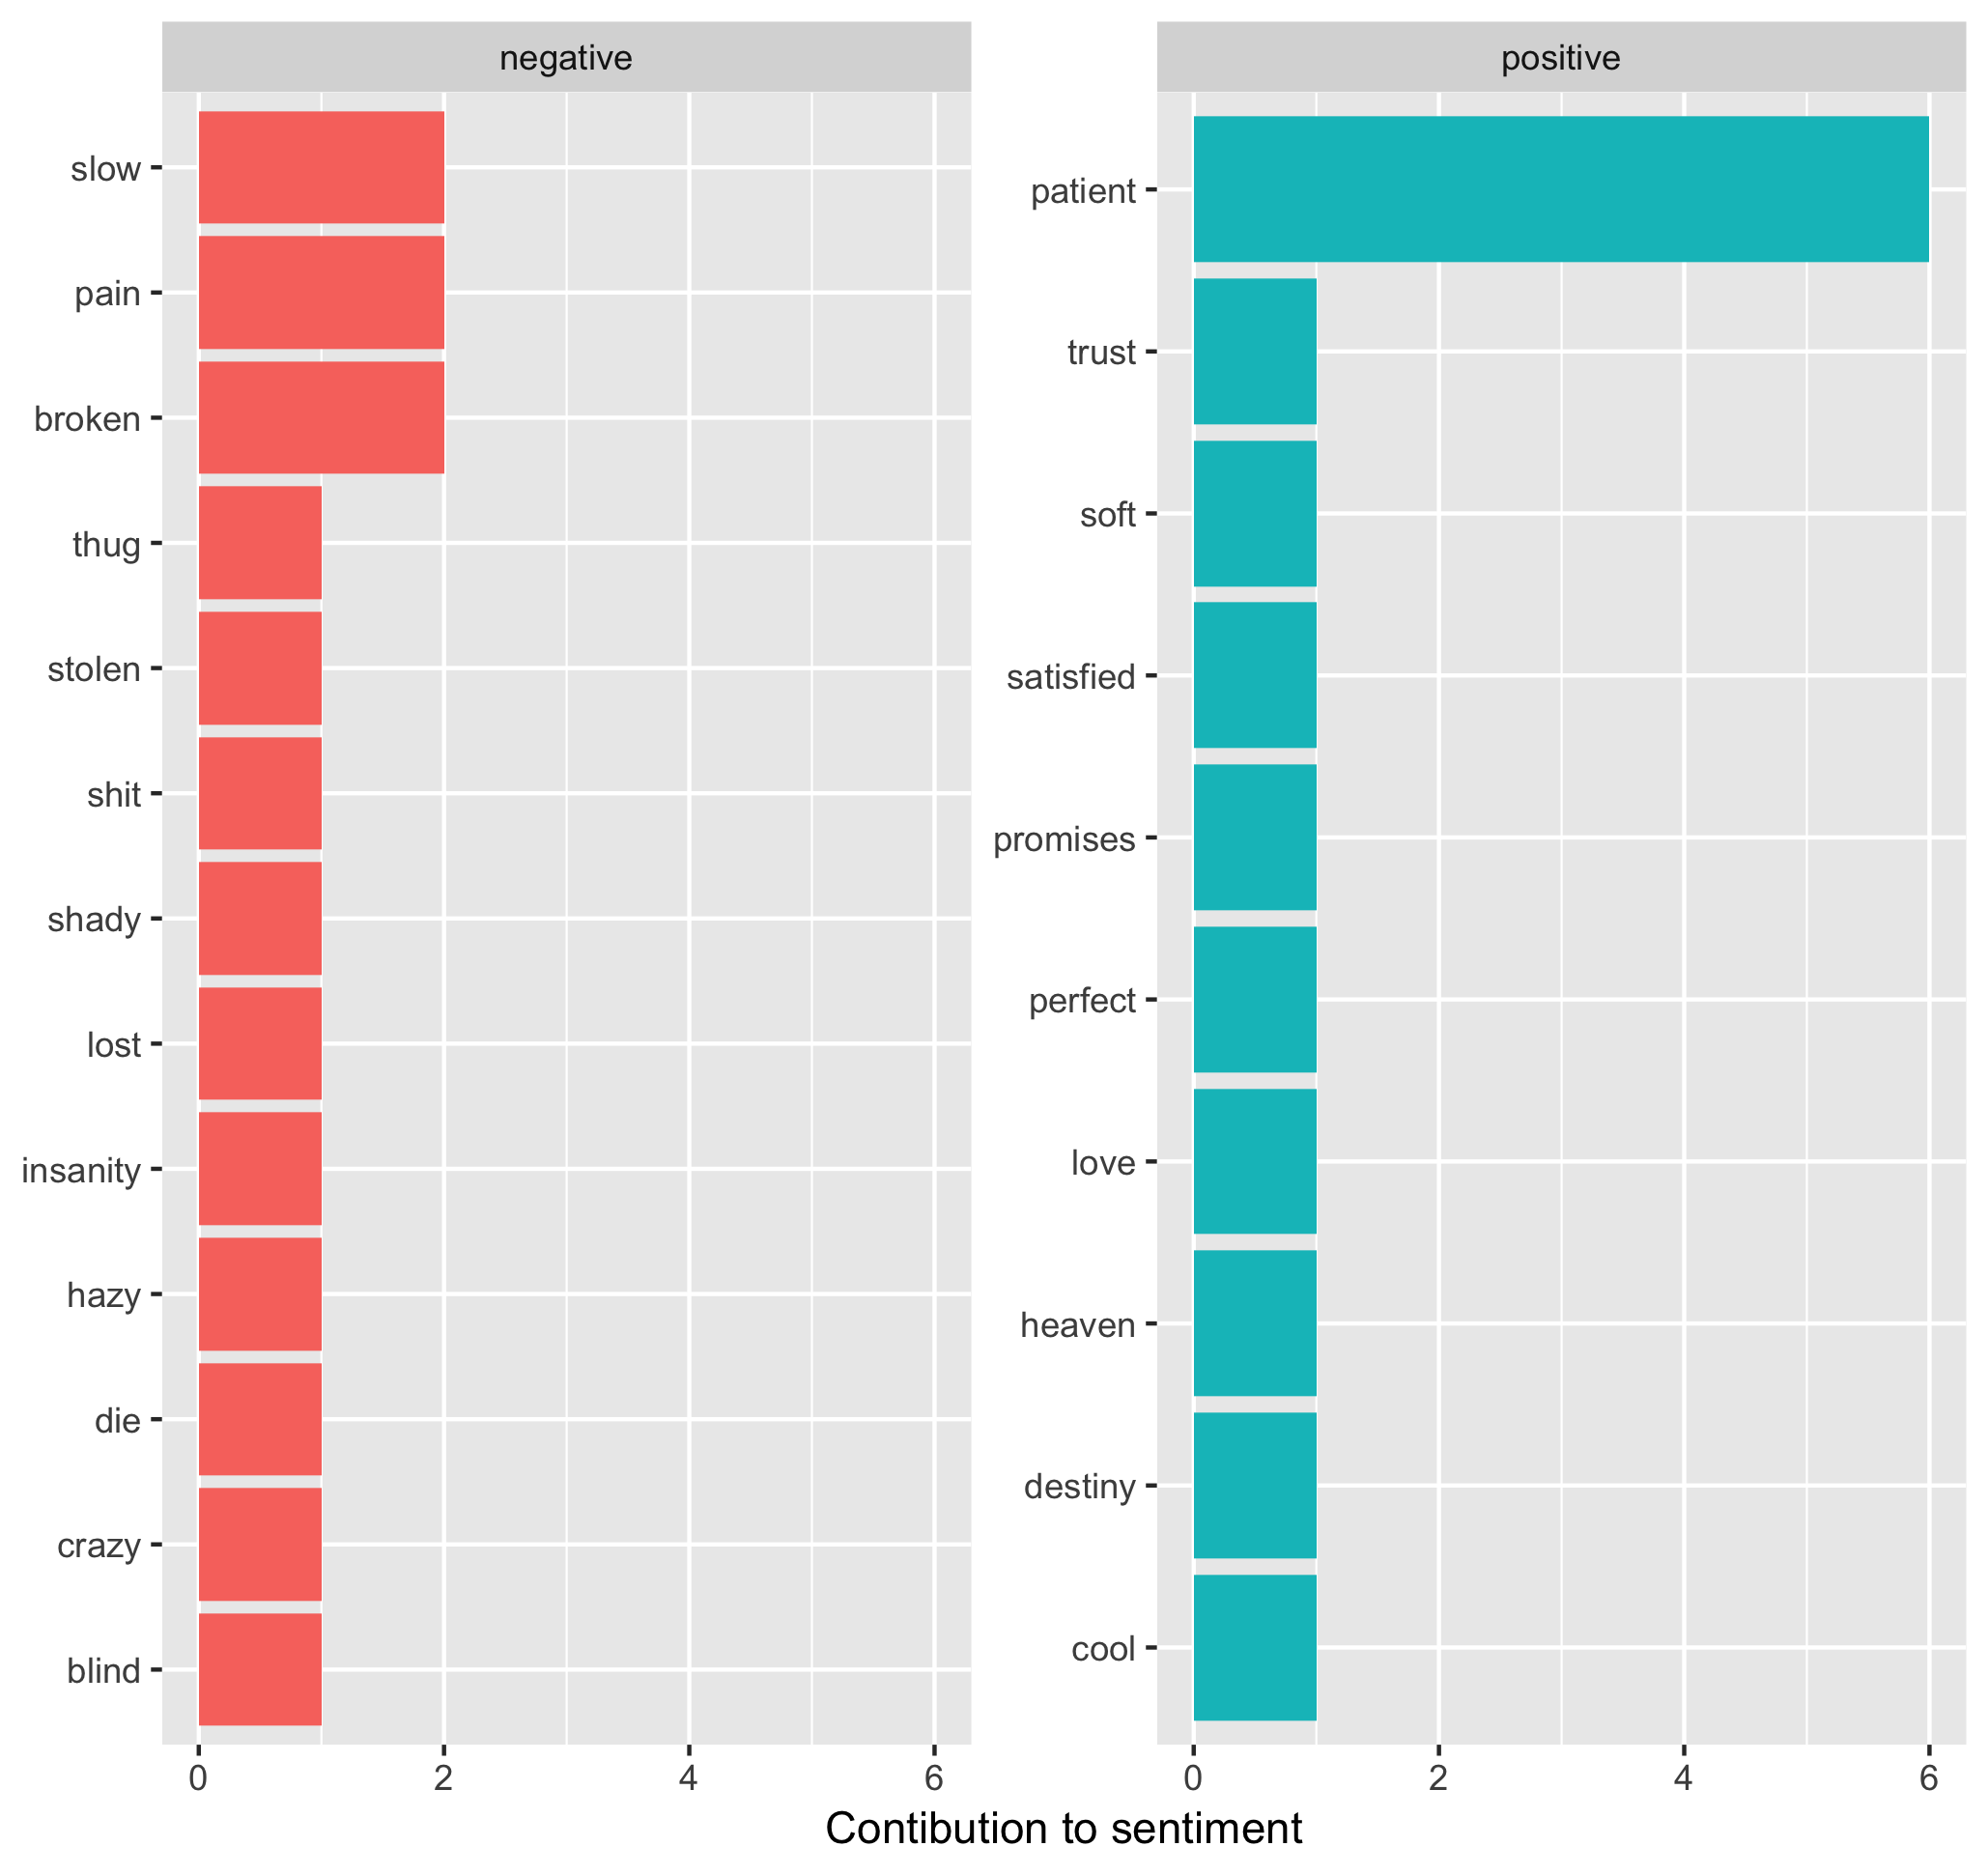 negative
slow
pain
broken
thug
stolen
shit
shady
lost
insanity
hazy
die
crazy
blind
0 2 4 6
positive
patient
trust
soft
satisfied
promises
perfect
love
heaven
destiny
cool
0 2 4 6
Contibution to sentiment